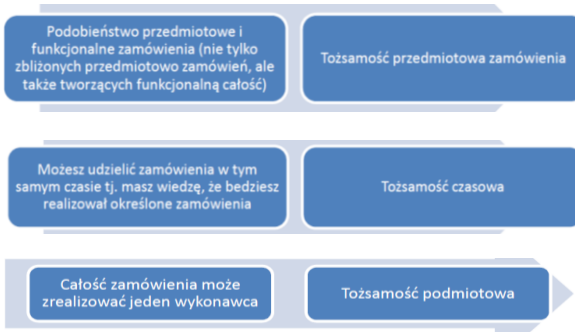 Podobieństwo przedmiotowe i
funkcjonalne zamówienia (nie tylko
zbliżonych przedmiotowo zamówień, ale
także tworzących funkcjonalną całość)
Tożsamość przedmiotowa zamówienia
Możesz udzielić zamówienia w tym
samym czasie tj. masz wiedzę, że bedziesz
realizował określone zamówienia
Tożsamość czasowa
Całość zamówienia może
zrealizować jeden wykonawca
Tożsamość podmiotowa